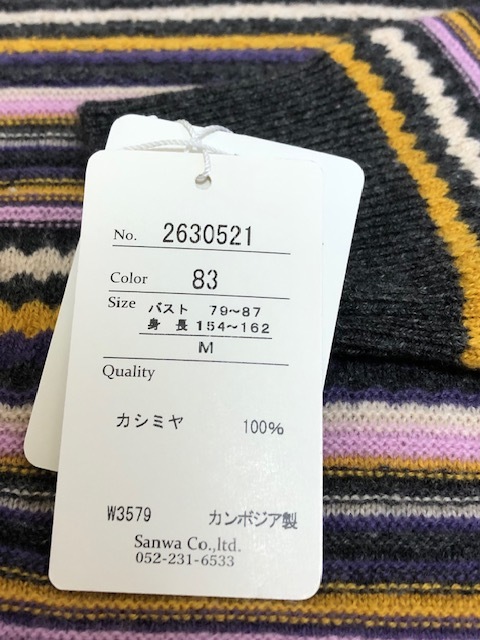 No. 2630521
Color 83
Size バスト 79～87
身長 154～162
M
Quality
カシミヤ 100%
W3579 カンボジア製
Sanwa Co.,ltd.
052-231-6533